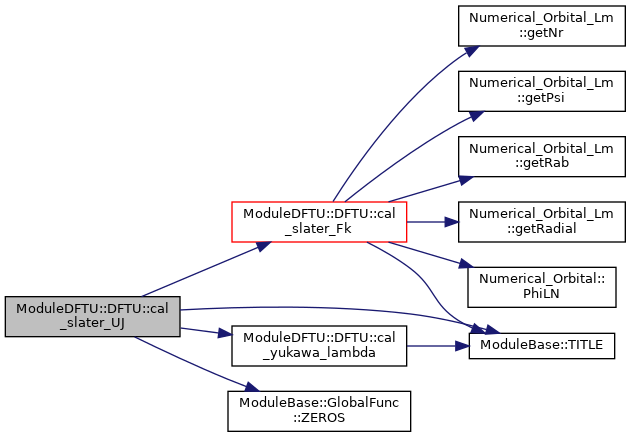 Numerical_Orbital_Lm
::getNr
Numerical_Orbital_Lm
::getPsi
Numerical_Orbital_Lm
::getRab
ModuleDFTU::DFTU::cal
_slater_Fk
Numerical_Orbital_Lm
::getRadial
Numerical_Orbital::
PhiLN
ModuleDFTU::DFTU::cal
_slater_UJ
ModuleDFTU::DFTU::cal
_yukawa_lambda
ModuleBase::TITLE
ModuleBase::GlobalFunc
::ZEROS